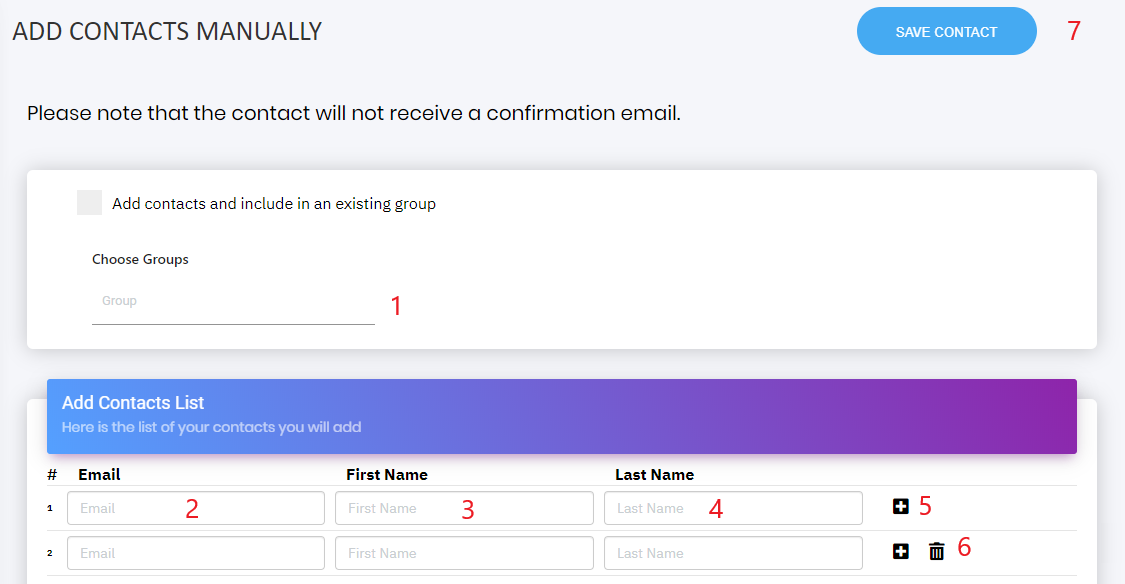 ADD CONTACTS MANUALLY
SAVE CONTACT 7
Please note that the contact will not receive a confirmation email.
Add contacts and include in an existing group
Choose Groups
Group 1
Add Contacts List
Here is the list of your contacts you will add
# Email First Name Last Name
1 Email 2 First Name 3 Last Name 4 5
2 Email First Name Last Name 6